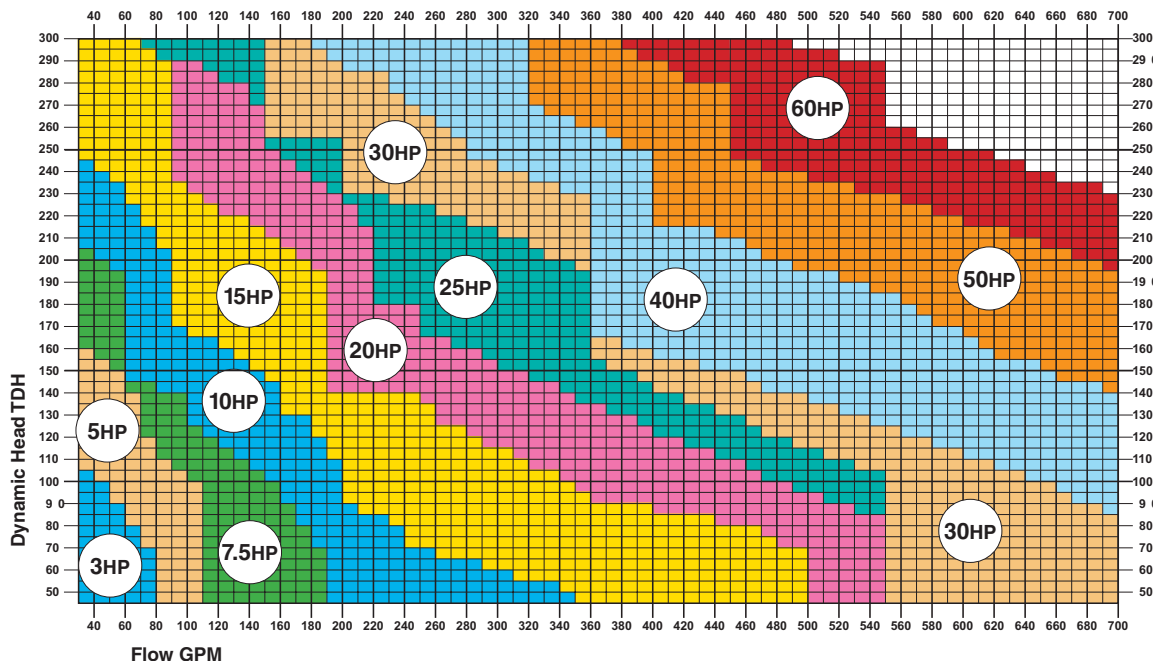 40 60 80 100 120 140 160 180 200 220 240 260 280 300 320 340 360 380 400 420 440 460 480 500 520 540 560 580 600 620 640 660 680 700
300 300
290 29 0
280 280
270 270
260 260
250 250
240 240
230 230
220 220
210 210
200 200
190 19 0
180 180
170 170
160 160
150 150
140 140
130 130
120 120
110 110
100 100
9 0 9 0
80 80
70 70
60 60
50 50
60HP
30HP
50HP
25HP
15HP
40HP
20HP
10HP
5HP
30HP
7.5HP
3HP
Dynamic Head TDH
40 60 80 100 120 140 160 180 200 220 240 260 280 300 320 340 360 380 400 420 440 460 480 500 520 540 560 580 600 620 640 660 680 700
Flow GPM